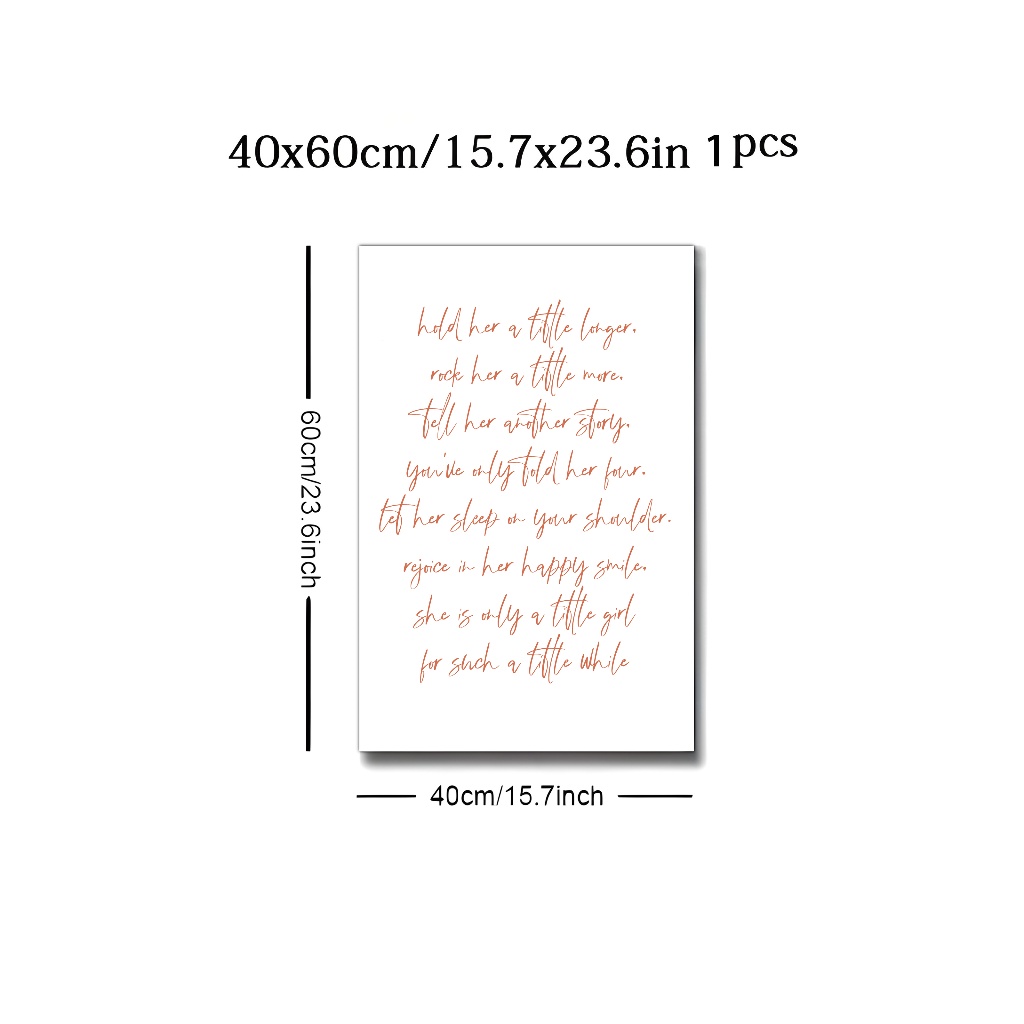 40x60cm/15.7x23.6in 1pcs
60cm/23.6inch
hold her a little longer,
rock her a little more,
tell her another story,
you've only told her four.
let her sleep on your shoulder,
rejoice in her happy smile,
she is only a little girl
for such a little while
40cm/15.7inch